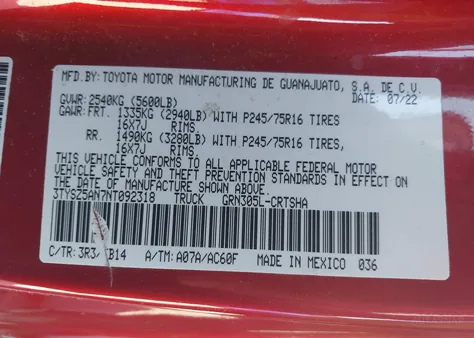 MFD.BY:TOYOTA MOTOR MANUFACTURING DE GUANAJUATO, S.A. DE C.V.
DATE: 07/22
GVWR:2540KG (5600LB)
GAWR:FRT. 1335KG (2940LB) WITH P245/75R16 TIRES
16X7J RIMS.
RR. 1490KG (3280LB) WITH P245/75R16 TIRES
16X7J RIMS.
THIS VEHICLE CONFORMS TO ALL APPLICABLE FEDERAL MOTOR
VEHICLE SAFETY AND THEFT PREVENTION STANDARDS IN EFFECT ON
THE DATE OF MANUFACTURE SHOWN ABOVE.
3TYSZ5AN7NT092318 TRUCK GRN305L-CRTSHA
C/TR:3R3/ B14 A/TM: A07A/AC60F MADE IN MEXICO 036